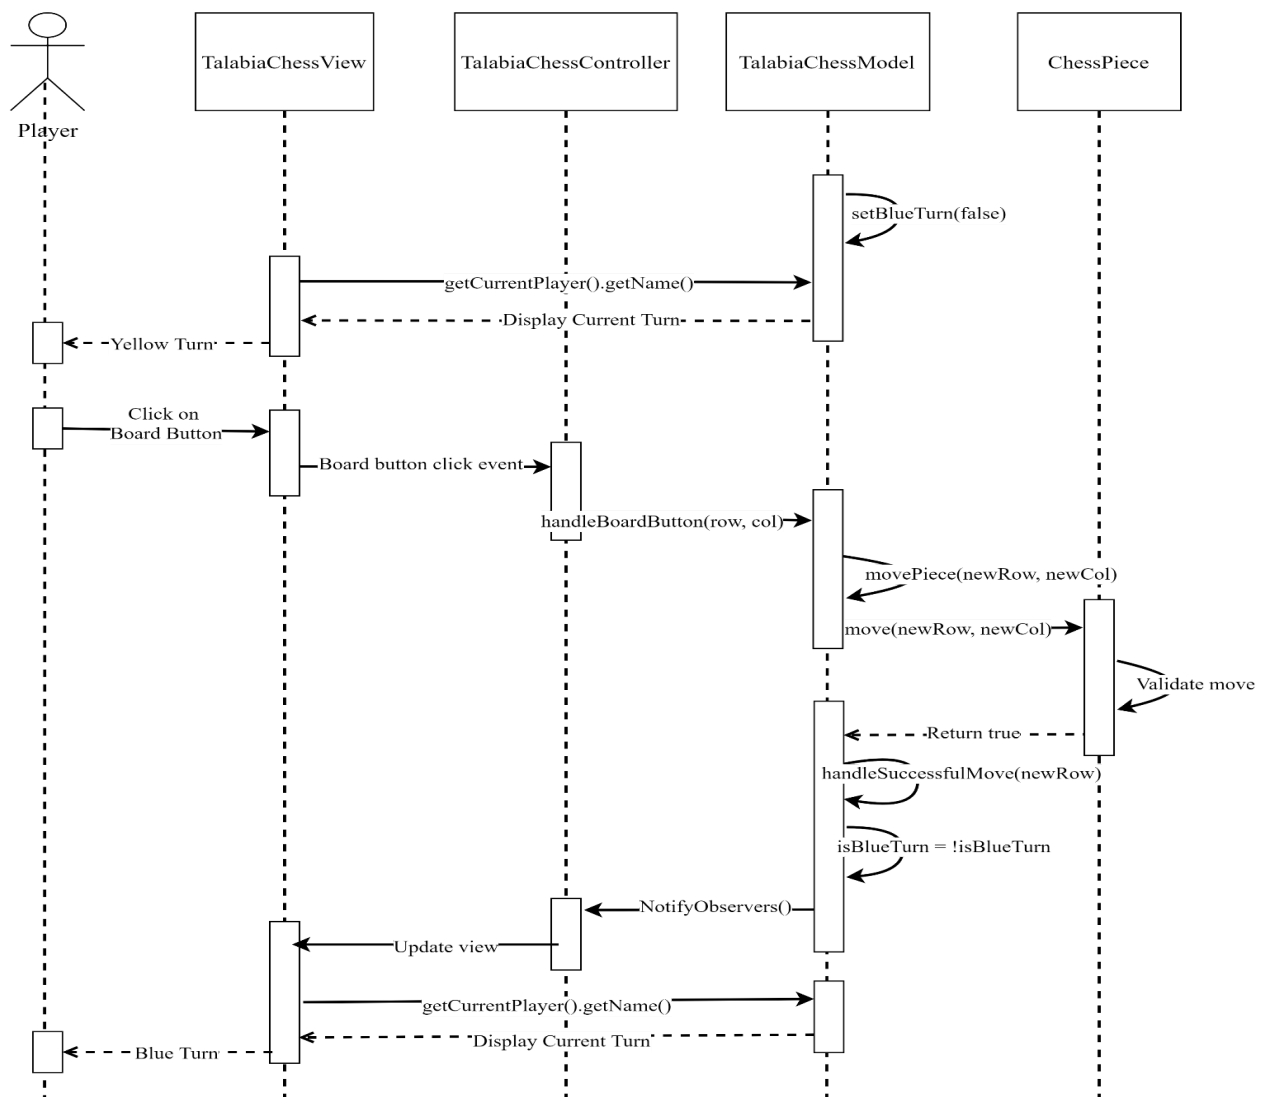 TalabiaChessView
TalabiaChessController
TalabiaChessModel
ChessPiece
Player
setBlueTurn(false)
getCurrentPlayer().getName()
Display Current Turn
Yellow Turn
Click on
Board Button
Board button click event
handleBoardButton(row, col)
movePiece(newRow, newCol)
move(newRow, newCol)
Validate move
Return true
handleSuccessfulMove(newRow)
isBlueTurn = !isBlueTurn
NotifyObservers()
Update view
getCurrentPlayer().getName()
Display Current Turn
Blue Turn